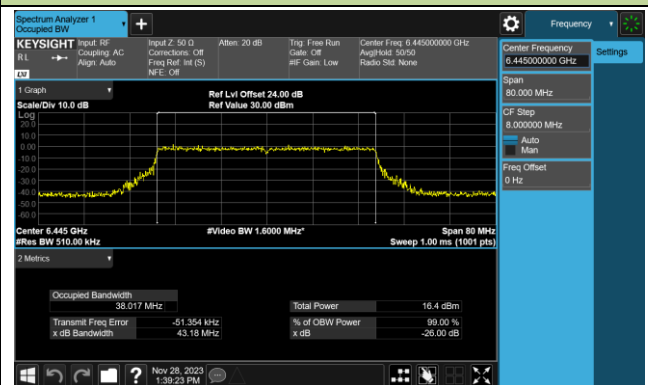 Spectrum Analyzer 1
Occupied BW
+
Frequency
KEYSIGHT
RL
LXI
Input: RF
Coupling: AC
Align: Auto
Input Z: 50 Ω
Corrections: Off
Freq Ref: Int (S)
NFE: Off
Atten: 20 dB
Trig: Free Run
Gate: Off
#IF Gain: Low
Center Freq: 6.445000000 GHz
Avg|Hold: 50/50
Radio Std: None
Center Frequency
6.445000000 GHz
Settings
Span
80.000 MHz
CF Step
8.000000 MHz
Auto
Man
Freq Offset
0 Hz
1 Graph
Scale/Div 10.0 dB
Ref Lvl Offset 24.00 dB
Ref Value 30.00 dBm
Log
20.0
10.0
0.00
-10.0
-20.0
-30.0
-40.0
-50.0
-60.0
Center 6.445 GHz
#Video BW 1.6000 MHz*
Span 80 MHz
#Res BW 510.00 kHz
Sweep 1.00 ms (1001 pts)
2 Metrics
Occupied Bandwidth
38.017 MHz
Total Power 16.4 dBm
Transmit Freq Error -51.354 kHz
% of OBW Power 99.00 %
x dB Bandwidth 43.18 MHz
x dB -26.00 dB
?
Nov 28, 2023
1:39:23 PM